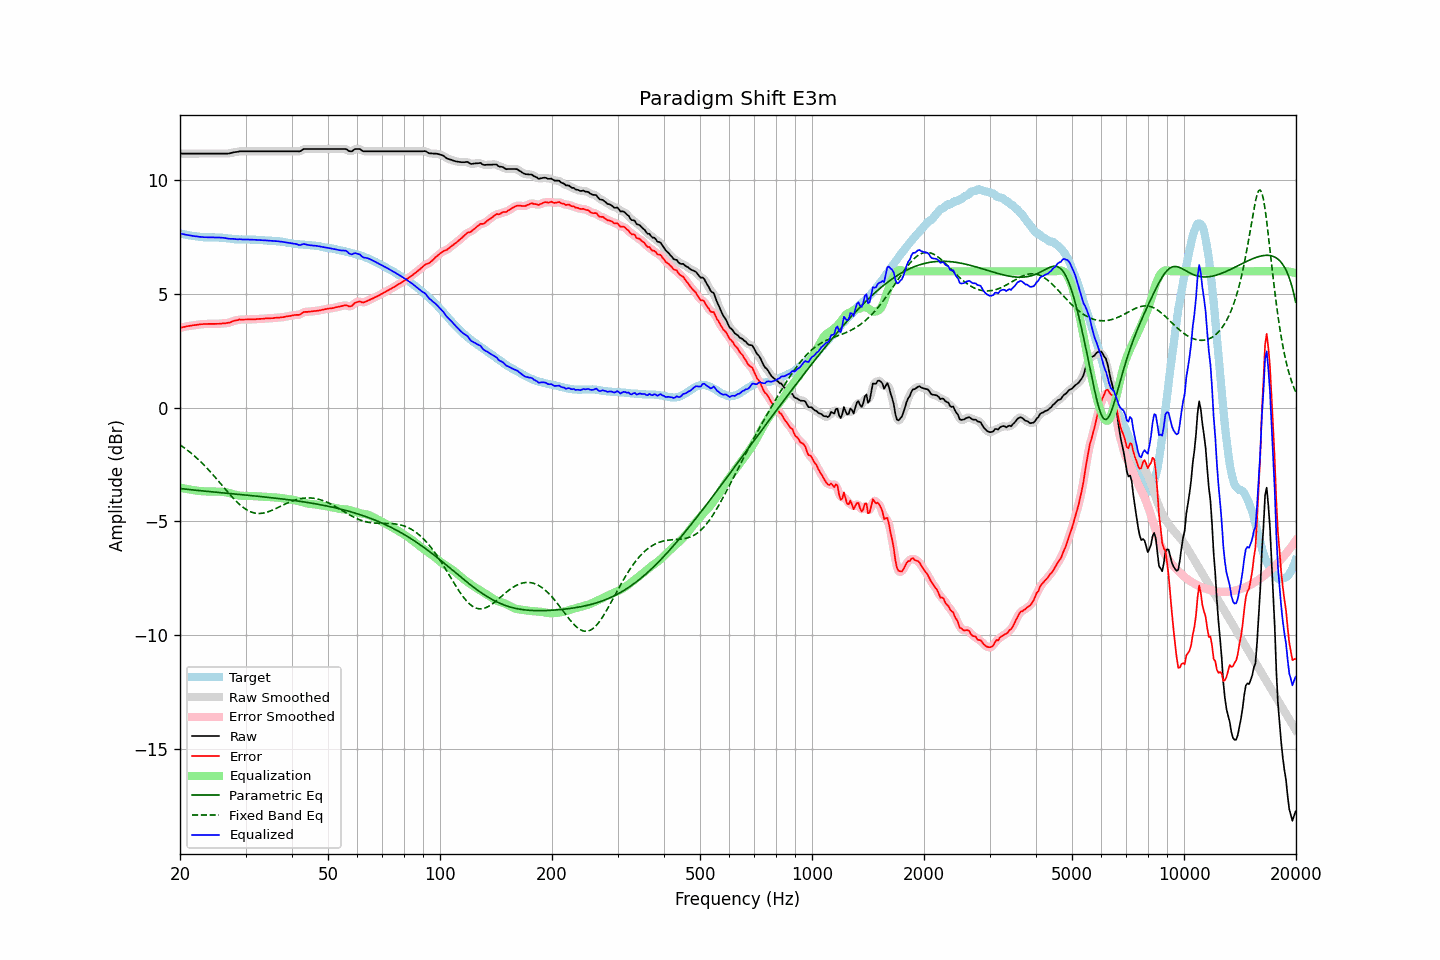 Paradigm Shift E3m
Amplitude (dBr)
10
5
0
−5
−10
−15
Target
Raw Smoothed
Error Smoothed
Raw
Error
Equalization
Parametric Eq
Fixed Band Eq
Equalized
20 50 100 200 500 1000 2000 5000 10000 20000
Frequency (Hz)